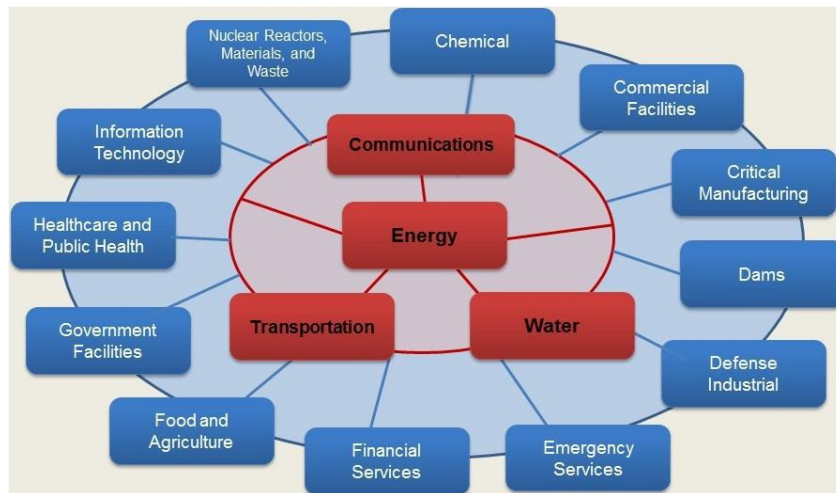 Nuclear Reactors,
Materials, and
Waste
Chemical
Commercial
Facilities
Information
Technology
Communications
Critical
Manufacturing
Healthcare and
Public Health
Energy
Dams
Government
Facilities
Transportation
Water
Defense
Industrial
Food and
Agriculture
Financial
Services
Emergency
Services